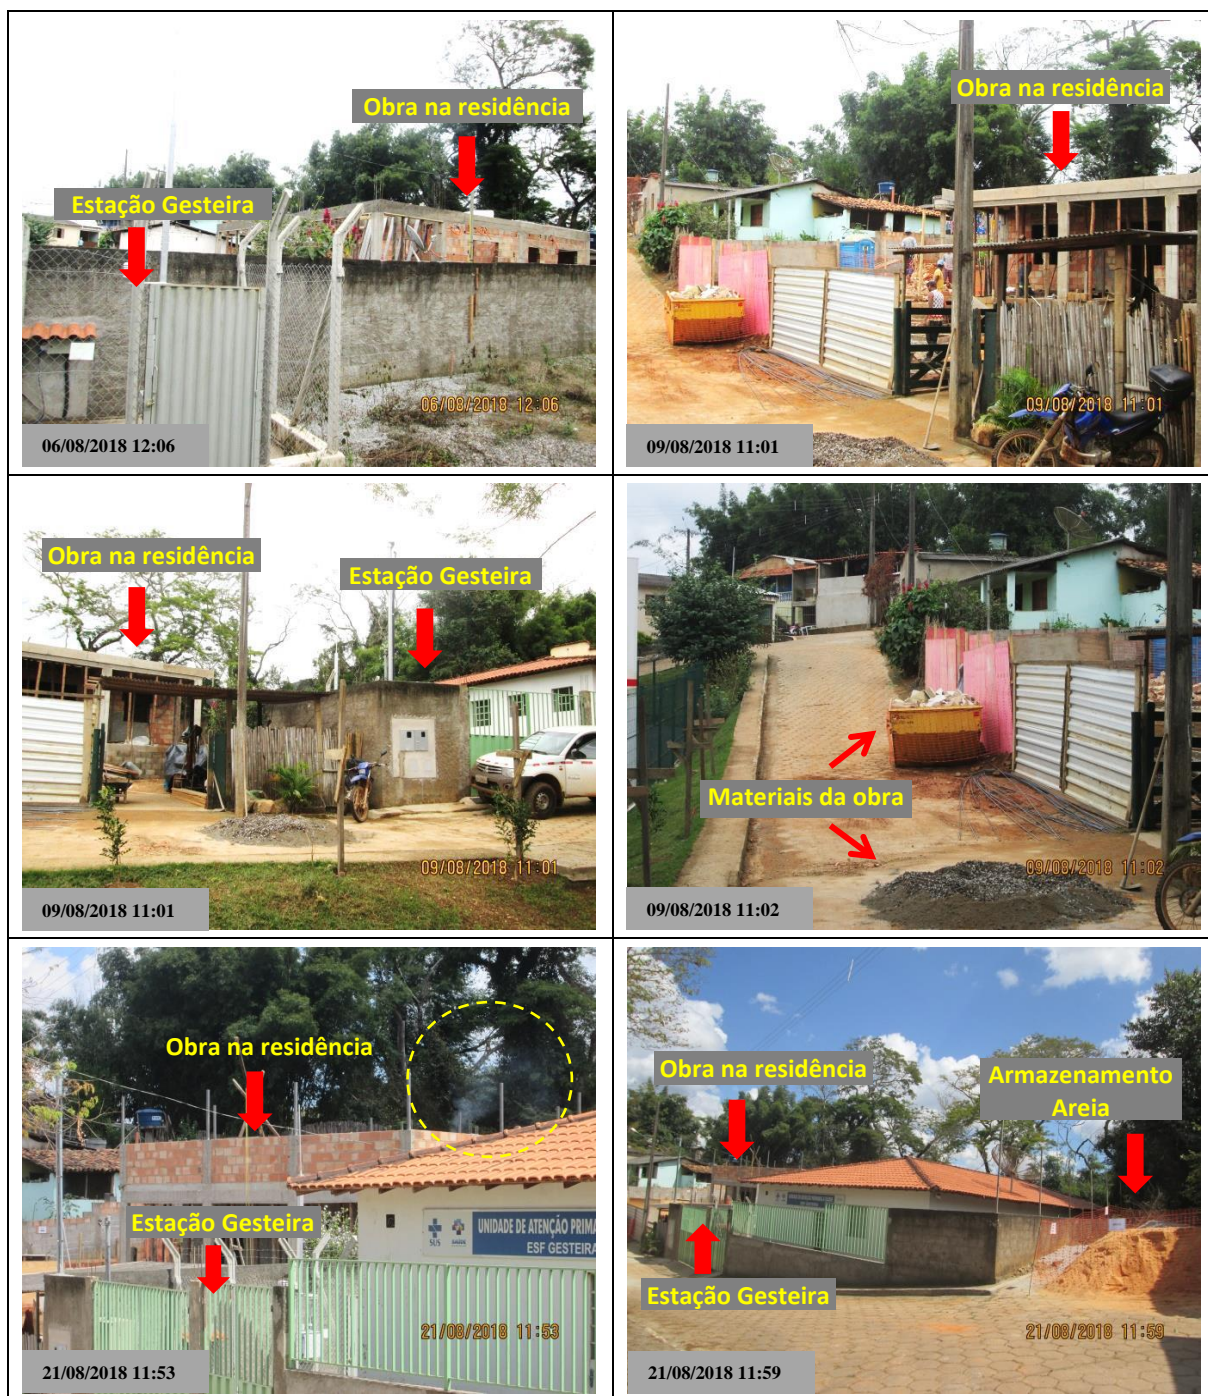 Obra na residência
Estação Gesteira
06/08/2018 12:06
06/08/2018 12:06
Obra na residência
09/08/2018 11:01
09/08/2018 11:01
Obra na residência
Estação Gesteira
09/08/2018 11:01
09/08/2018 11:01
Materiais da obra
09/08/2018 11:02
09/08/2018 11:02
Obra na residência
Estação Gesteira
SUS
UNIDADE DE ATENÇÃO PRIMA
ESF GESTEIRA
21/08/2018 11:53
21/08/2018 11:53
Obra na residência
Armazenamento
Areia
Estação Gesteira
21/08/2018 11:59
21/08/2018 11:59